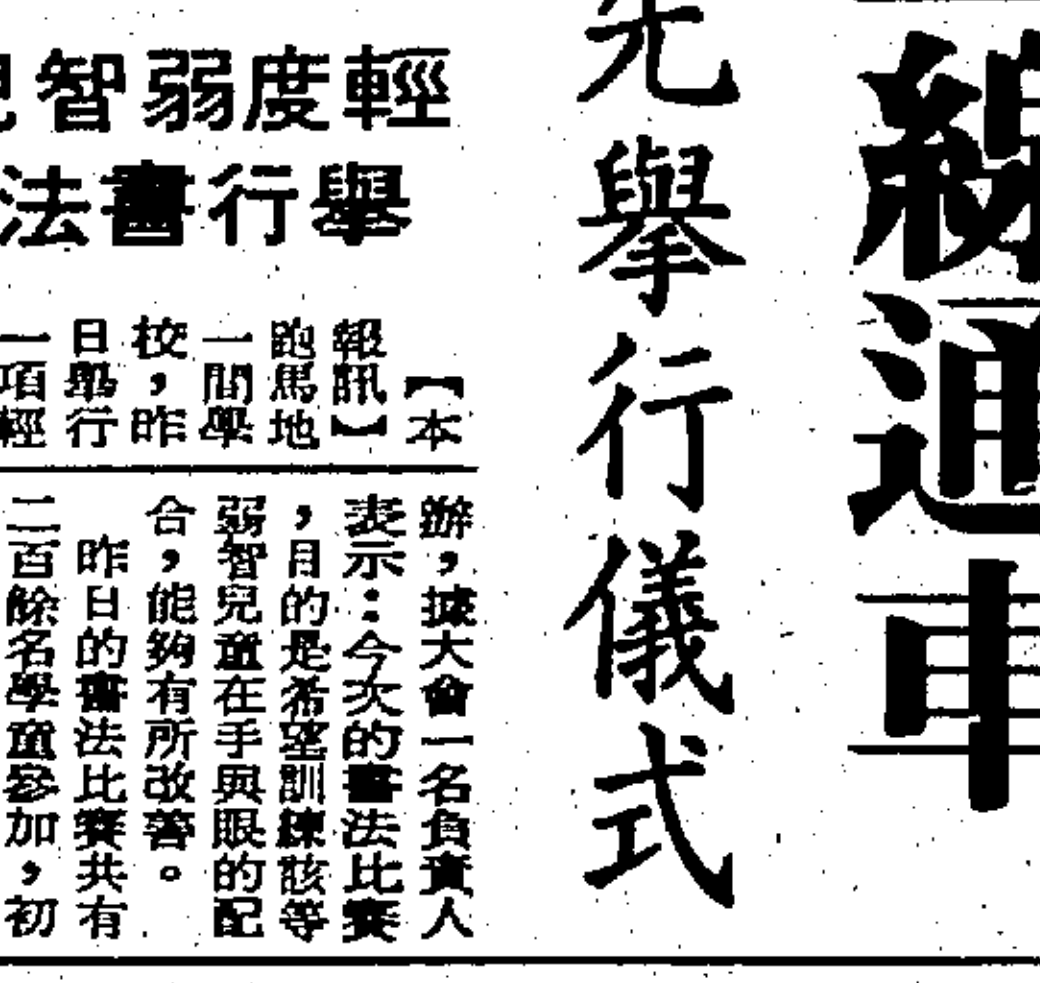 綫通車
先舉行儀式
輕度弱智兒
舉行書法
【本
報訊】
跑馬地
一間學
校，昨
日舉行
一項輕
辦，據大會一名負責人
表示：今次的書法比賽
，目的是希望訓練該等
弱智兒童在手與眼的配
合，能夠有所改善。
昨日的書法比賽共有
二百餘名學童參加，初